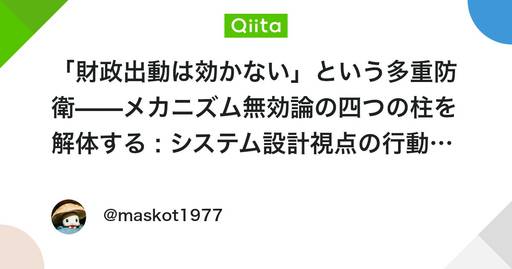 Qiita
「財政出動は効かない」という多重防
衛——メカニズム無効論の四つの柱を
解体する：システム設計視点の行動…
@maskot1977